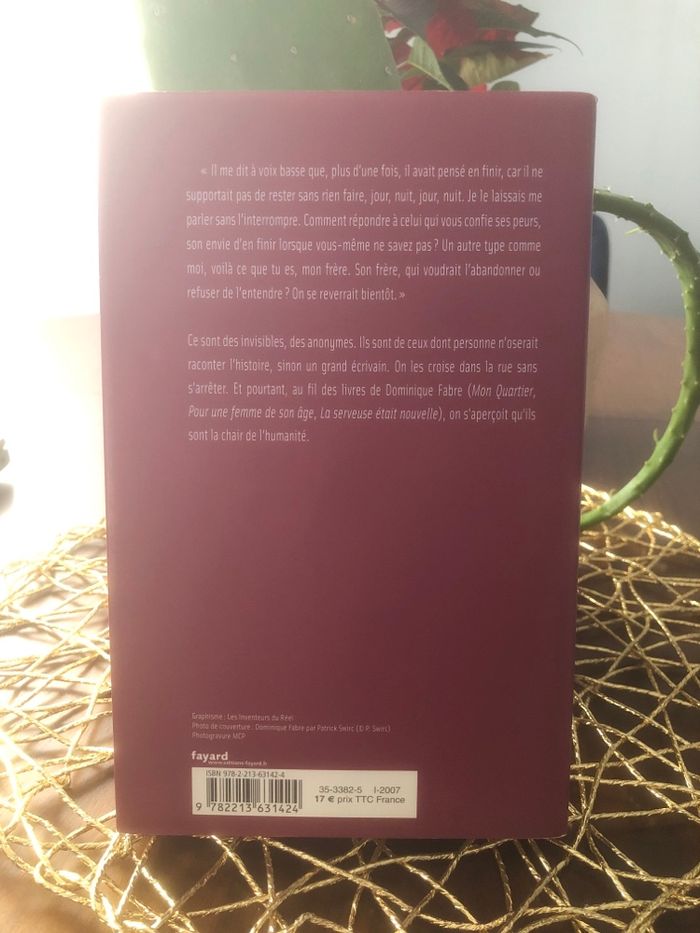 « Il me dit à voix basse que, plus d'une fois, il avait pensé en finir, car il ne
supportait pas de rester sans rien faire, jour, nuit, jour, nuit. Je le laissais me
parler sans l'interrompre. Comment répondre à celui qui vous confie ses peurs,
son envie d'en finir lorsque vous-même ne savez pas ? Un autre type comme
moi, voilà ce que tu es, mon frère. Son frère, qui voudrait l'abandonner ou
refuser de l'entendre ? On se reverrait bientôt. »
Ce sont des invisibles, des anonymes. Ils sont de ceux dont personne n'oserait
raconter l'histoire, sinon un grand écrivain. On les croise dans la rue sans
s'arrêter. Et pourtant, au fil des livres de Dominique Fabre (Mon Quartier,
Pour une femme de son âge, La serveuse était nouvelle), on s'aperçoit qu'ils
sont la chair de l'humanité.
Graphisme : Les Inventeurs du Réel
Photo de couverture : Dominique Fabre par Patrick Swirc (© P. Swirc)
Photogravure MCP
fayard
www.editions-fayard.fr
ISBN 978-2-213-63142-4
9 782213 631424
35-3382-5 I-2007
17 € prix TTC France